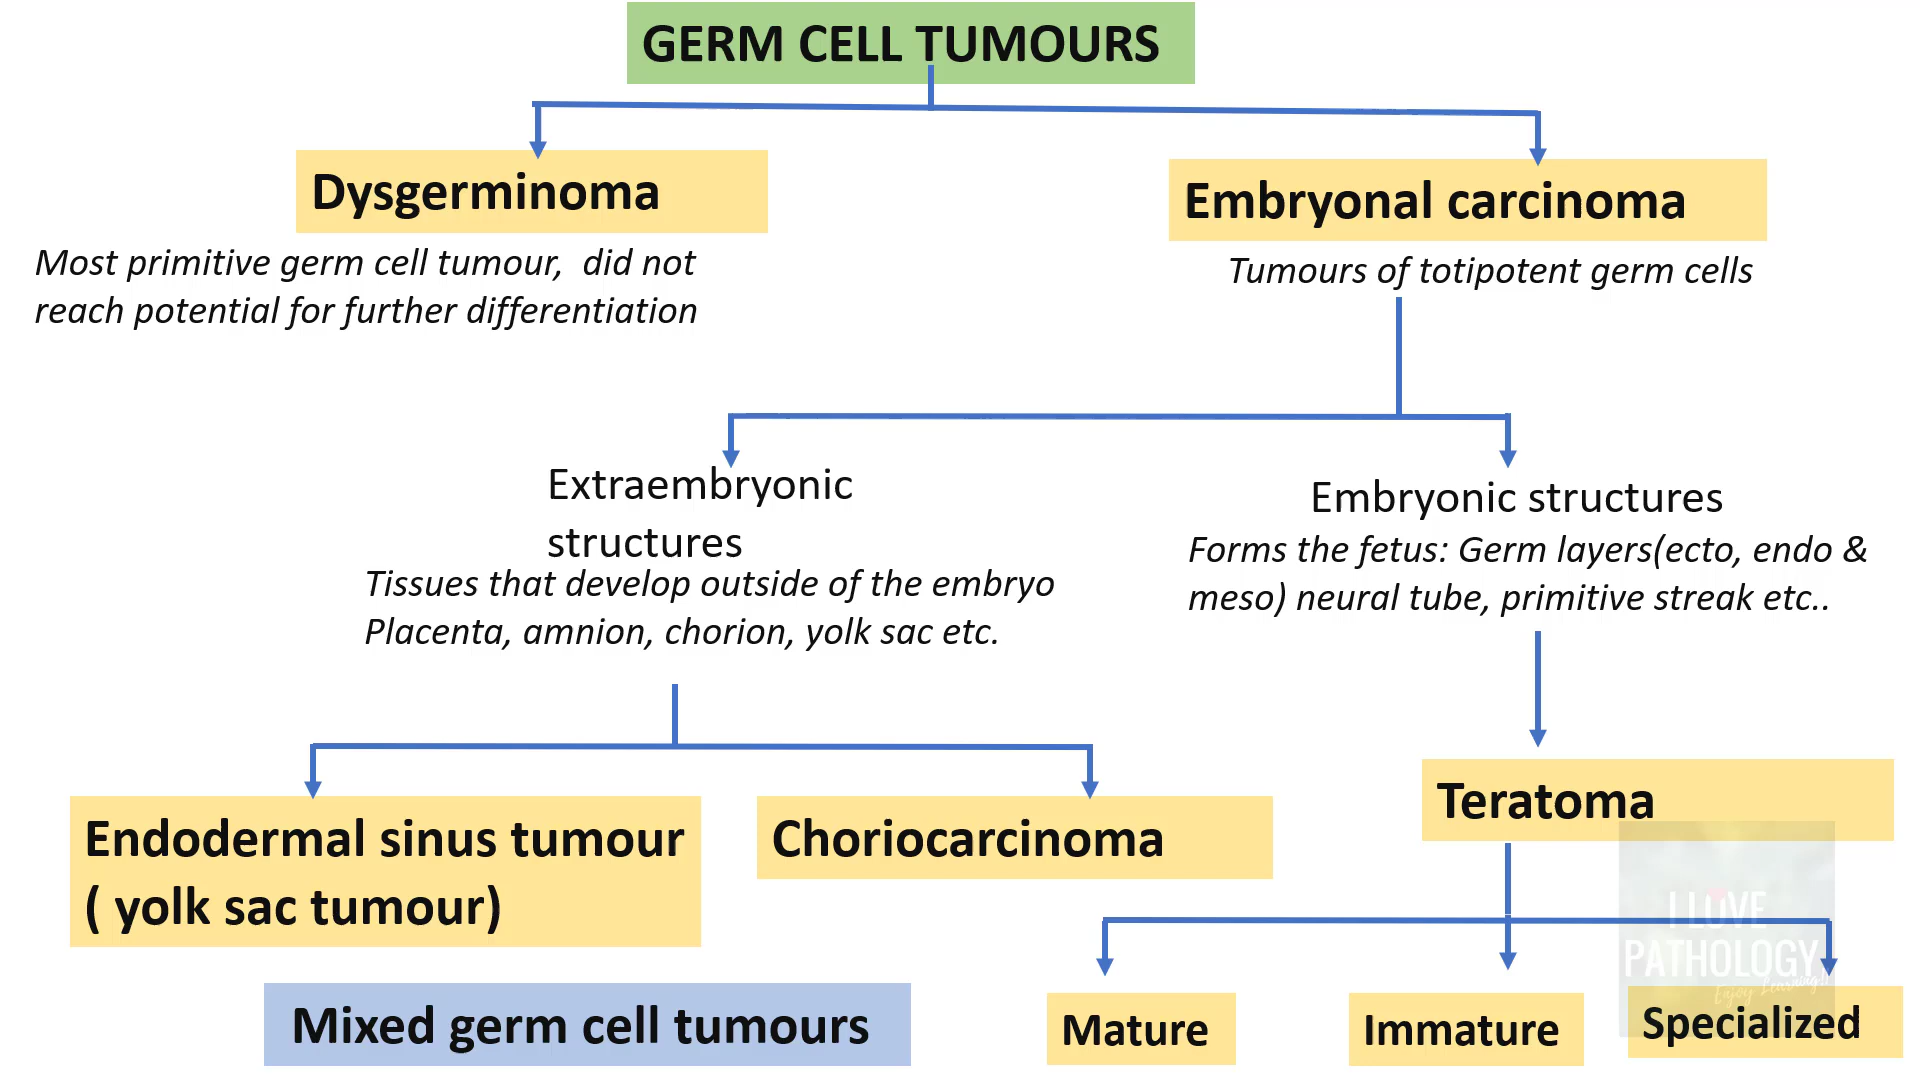 GERM CELL TUMOURS
Dysgerminoma
Most primitive germ cell tumour, did not
reach potential for further differentiation
Embryonal carcinoma
Tumours of totipotent germ cells
Extraembryonic
structures
Tissues that develop outside of the embryo
Placenta, amnion, chorion, yolk sac etc.
Embryonic structures
Forms the fetus: Germ layers(ecto, endo &
meso) neural tube, primitive streak etc..
Endodermal sinus tumour
( yolk sac tumour)
Choriocarcinoma
Teratoma
I LOVE
PATHOLOGY
Enjoy Learning!!
Mixed germ cell tumours
Mature
Immature
Specialized